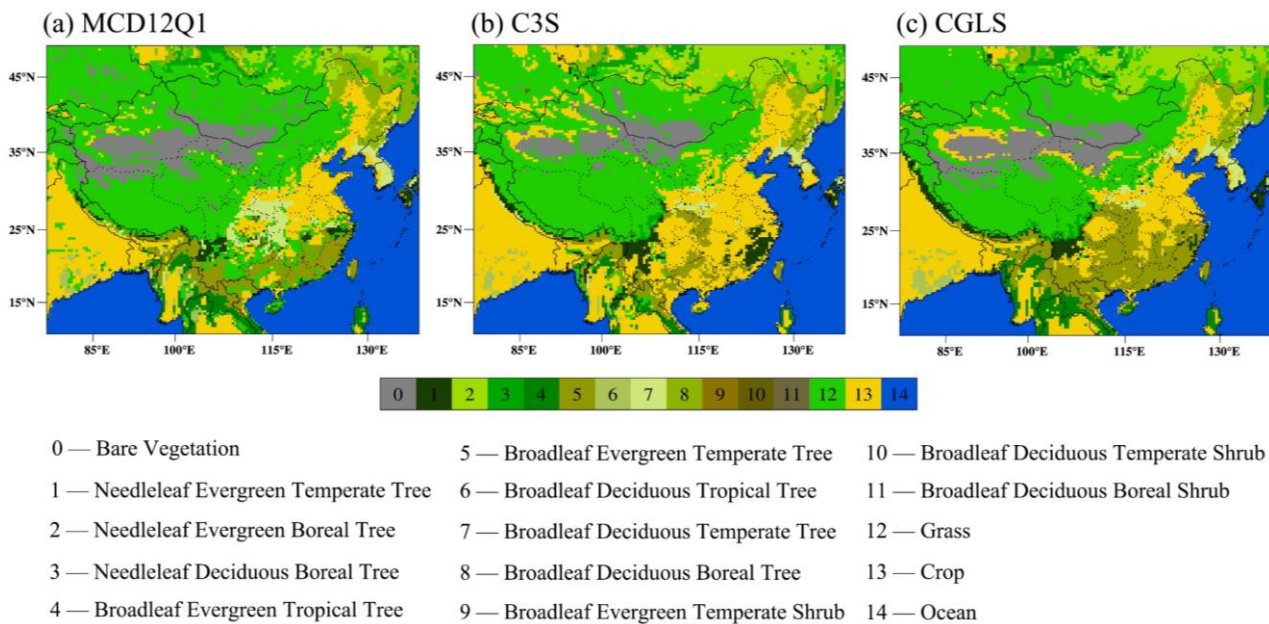 (a) MCD12Q1
(b) C3S
(c) CGLS
45°N
35°N
25°N
15°N
85°E 100°E 115°E 130°E
45°N
35°N
25°N
15°N
85°E 100°E 115°E 130°E
45°N
35°N
25°N
15°N
85°E 100°E 115°E 130°E
0 1 2 3 4 5 6 7 8 9 10 11 12 13 14
0 — Bare Vegetation
1 — Needleleaf Evergreen Temperate Tree
2 — Needleleaf Evergreen Boreal Tree
3 — Needleleaf Deciduous Boreal Tree
4 — Broadleaf Evergreen Tropical Tree
5 — Broadleaf Evergreen Temperate Tree
6 — Broadleaf Deciduous Tropical Tree
7 — Broadleaf Deciduous Temperate Tree
8 — Broadleaf Deciduous Boreal Tree
9 — Broadleaf Evergreen Temperate Shrub
10 — Broadleaf Deciduous Temperate Shrub
11 — Broadleaf Deciduous Boreal Shrub
12 — Grass
13 — Crop
14 — Ocean